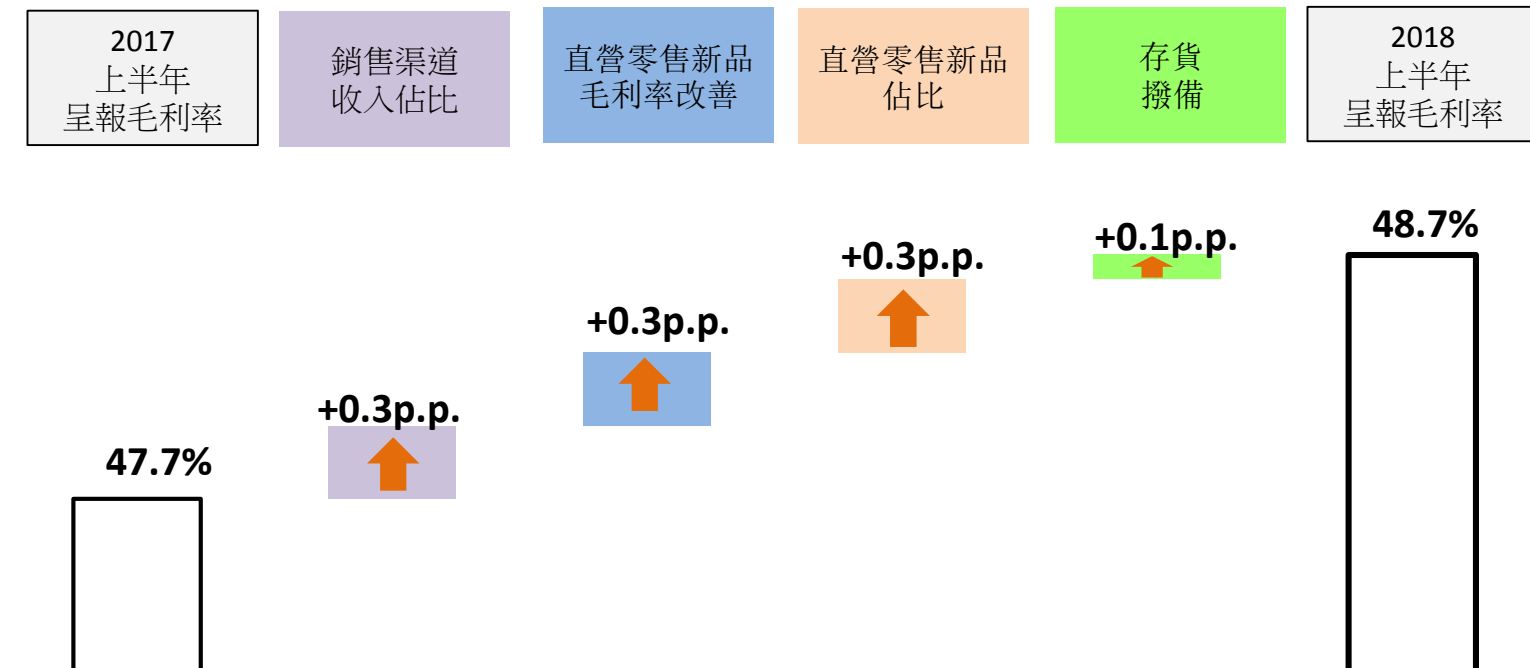 2017
上半年
呈報毛利率
銷售渠道
收入佔比
直營零售新品
毛利率改善
直營零售新品
佔比
存貨
撥備
2018
上半年
呈報毛利率
47.7%
+0.3p.p.
+0.3p.p.
+0.3p.p.
+0.1p.p.
48.7%